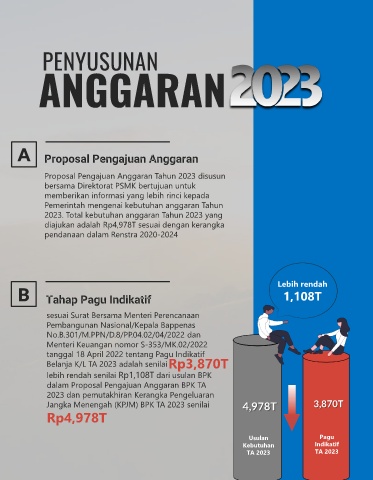 PENYUSUNAN
ANGGARAN 2023
A
Proposal Pengajuan Anggaran
Proposal Pengajuan Anggaran Tahun 2023 disusun
bersama Direktorat PSMK bertujuan untuk
memberikan informasi yang lebih rinci kepada
Pemerintah mengenai kebutuhan anggaran Tahun
2023. Total kebutuhan anggaran Tahun 2023 yang
diajukan adalah Rp4,978T sesuai dengan kerangka
pendanaan dalam Renstra 2020-2024
B
Tahap Pagu Indikatif
sesuai Surat Bersama Menteri Perencanaan
Pembangunan Nasional/Kepala Bappenas
No.B.301/M.PPN/D.8/PP.04.02/04/2022 dan
Menteri Keuangan nomor S-353/MK.02/2022
tanggal 18 April 2022 tentang Pagu Indikatif
Belanja K/L TA 2023 adalah senilai Rp3,870T
lebih rendah senilai Rp1,108T dari usulan BPK
dalam Proposal Pengajuan Anggaran BPK TA
2023 dan pemutakhiran Kerangka Pengeluaran
Jangka Menengah (KPJM) BPK TA 2023 senilai
Rp4,978T
Lebih rendah
1,108T
4,978T
Usulan
Kebutuhan
TA 2023
3,870T
Pagu
Indikatif
TA 2023